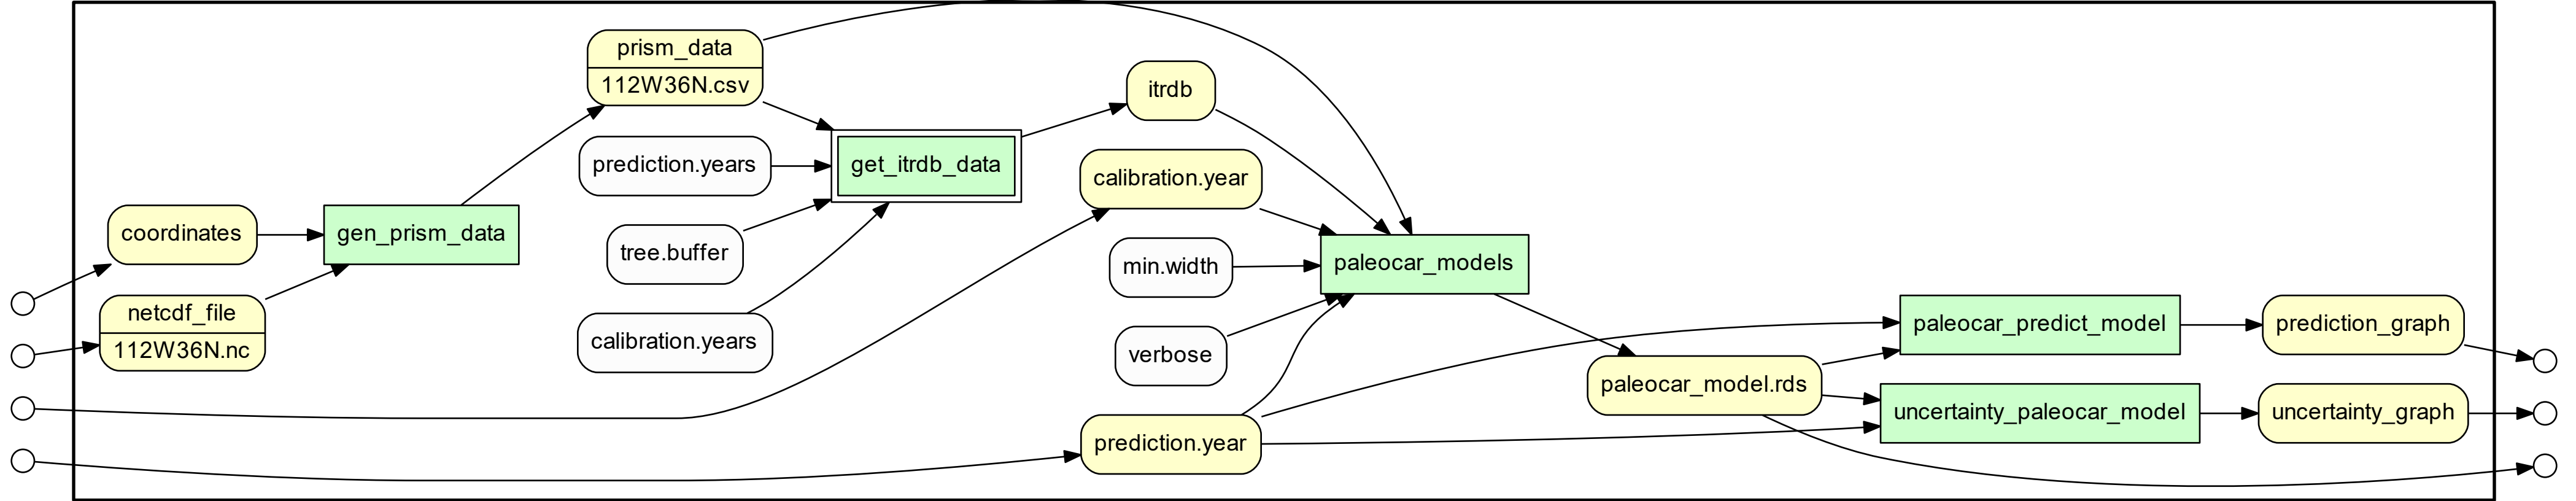 coordinates
netcdf_file
112W36N.nc
gen_prism_data
prism_data
112W36N.csv
prediction.years
tree.buffer
calibration.years
get_itrdb_data
itrdb
calibration.year
min.width
verbose
prediction.year
paleocar_models
paleocar_model.rds
paleocar_predict_model
uncertainty_paleocar_model
prediction_graph
uncertainty_graph